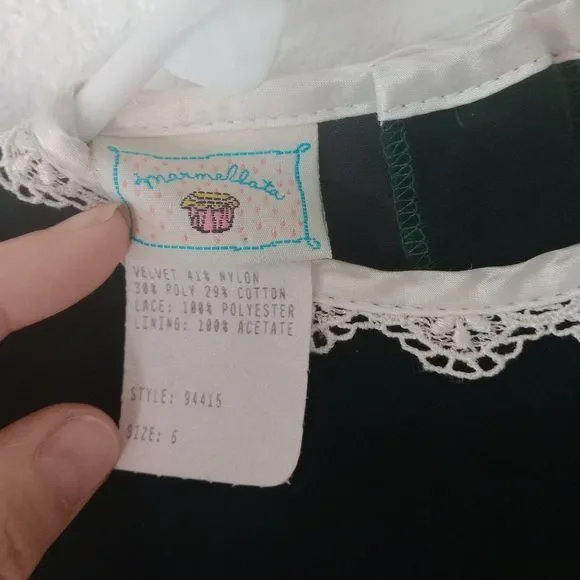 marmellata
VELVET 41% NYLON
30% POLY 29% COTTON
LACE: 100% POLYESTER
LINING: 100% ACETATE
STYLE: 94415
SIZE: 6